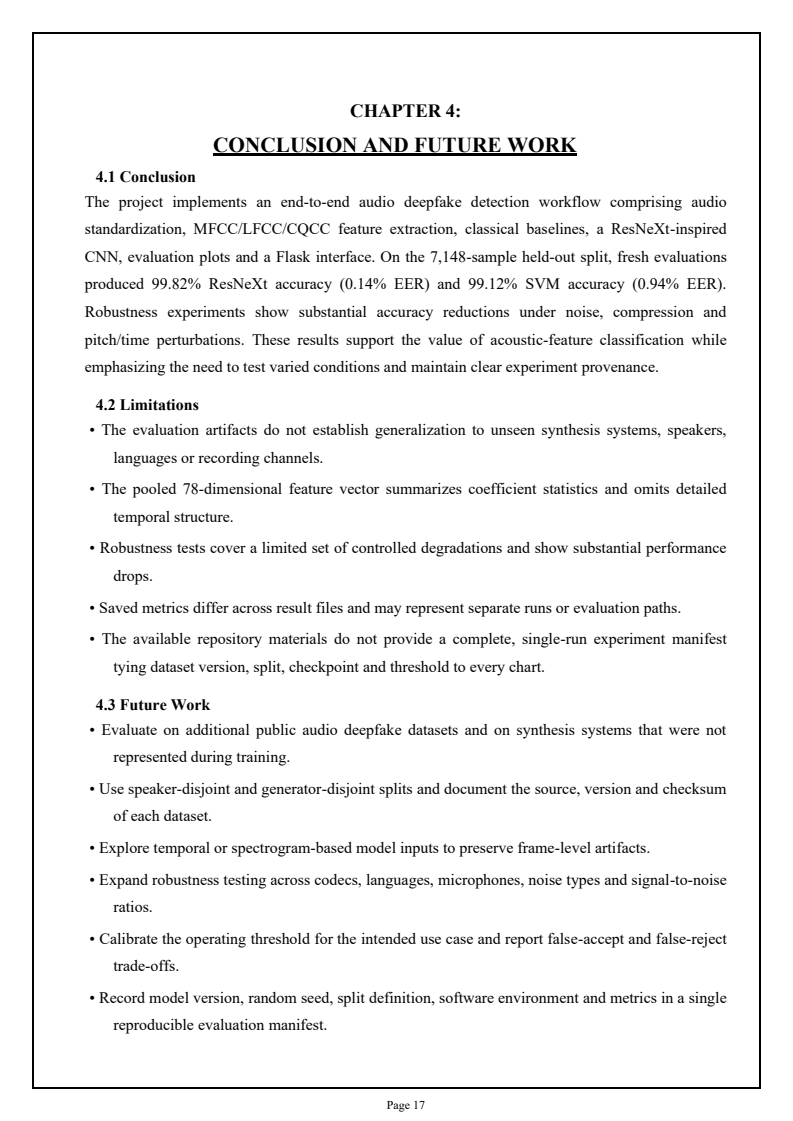 CHAPTER 4:
CONCLUSION AND FUTURE WORK
4.1 Conclusion
The project implements an end-to-end audio deepfake detection workflow comprising audio
standardization, MFCC/LFCC/CQCC feature extraction, classical baselines, a ResNeXt-inspired
CNN, evaluation plots and a Flask interface. On the 7,148-sample held-out split, fresh evaluations
produced 99.82% ResNeXt accuracy (0.14% EER) and 99.12% SVM accuracy (0.94% EER).
Robustness experiments show substantial accuracy reductions under noise, compression and
pitch/time perturbations. These results support the value of acoustic-feature classification while
emphasizing the need to test varied conditions and maintain clear experiment provenance.
4.2 Limitations
• The evaluation artifacts do not establish generalization to unseen synthesis systems, speakers,
languages or recording channels.
• The pooled 78-dimensional feature vector summarizes coefficient statistics and omits detailed
temporal structure.
• Robustness tests cover a limited set of controlled degradations and show substantial performance
drops.
• Saved metrics differ across result files and may represent separate runs or evaluation paths.
• The available repository materials do not provide a complete, single-run experiment manifest
tying dataset version, split, checkpoint and threshold to every chart.
4.3 Future Work
• Evaluate on additional public audio deepfake datasets and on synthesis systems that were not
represented during training.
• Use speaker-disjoint and generator-disjoint splits and document the source, version and checksum
of each dataset.
• Explore temporal or spectrogram-based model inputs to preserve frame-level artifacts.
• Expand robustness testing across codecs, languages, microphones, noise types and signal-to-noise
ratios.
• Calibrate the operating threshold for the intended use case and report false-accept and false-reject
trade-offs.
• Record model version, random seed, split definition, software environment and metrics in a single
reproducible evaluation manifest.
Page 17